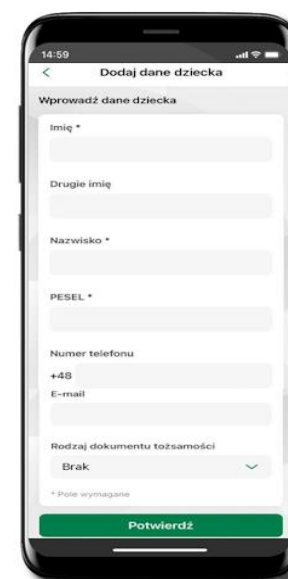 14:59
Dodaj dane dziecka
Wprowadź dane dziecka
Imię *
Drugie imię
Nazwisko *
PESEL *
Numer telefonu
+48
E-mail
Rodzaj dokumentu tożsamości
Brak
* Pole wymagane
Potwierdź